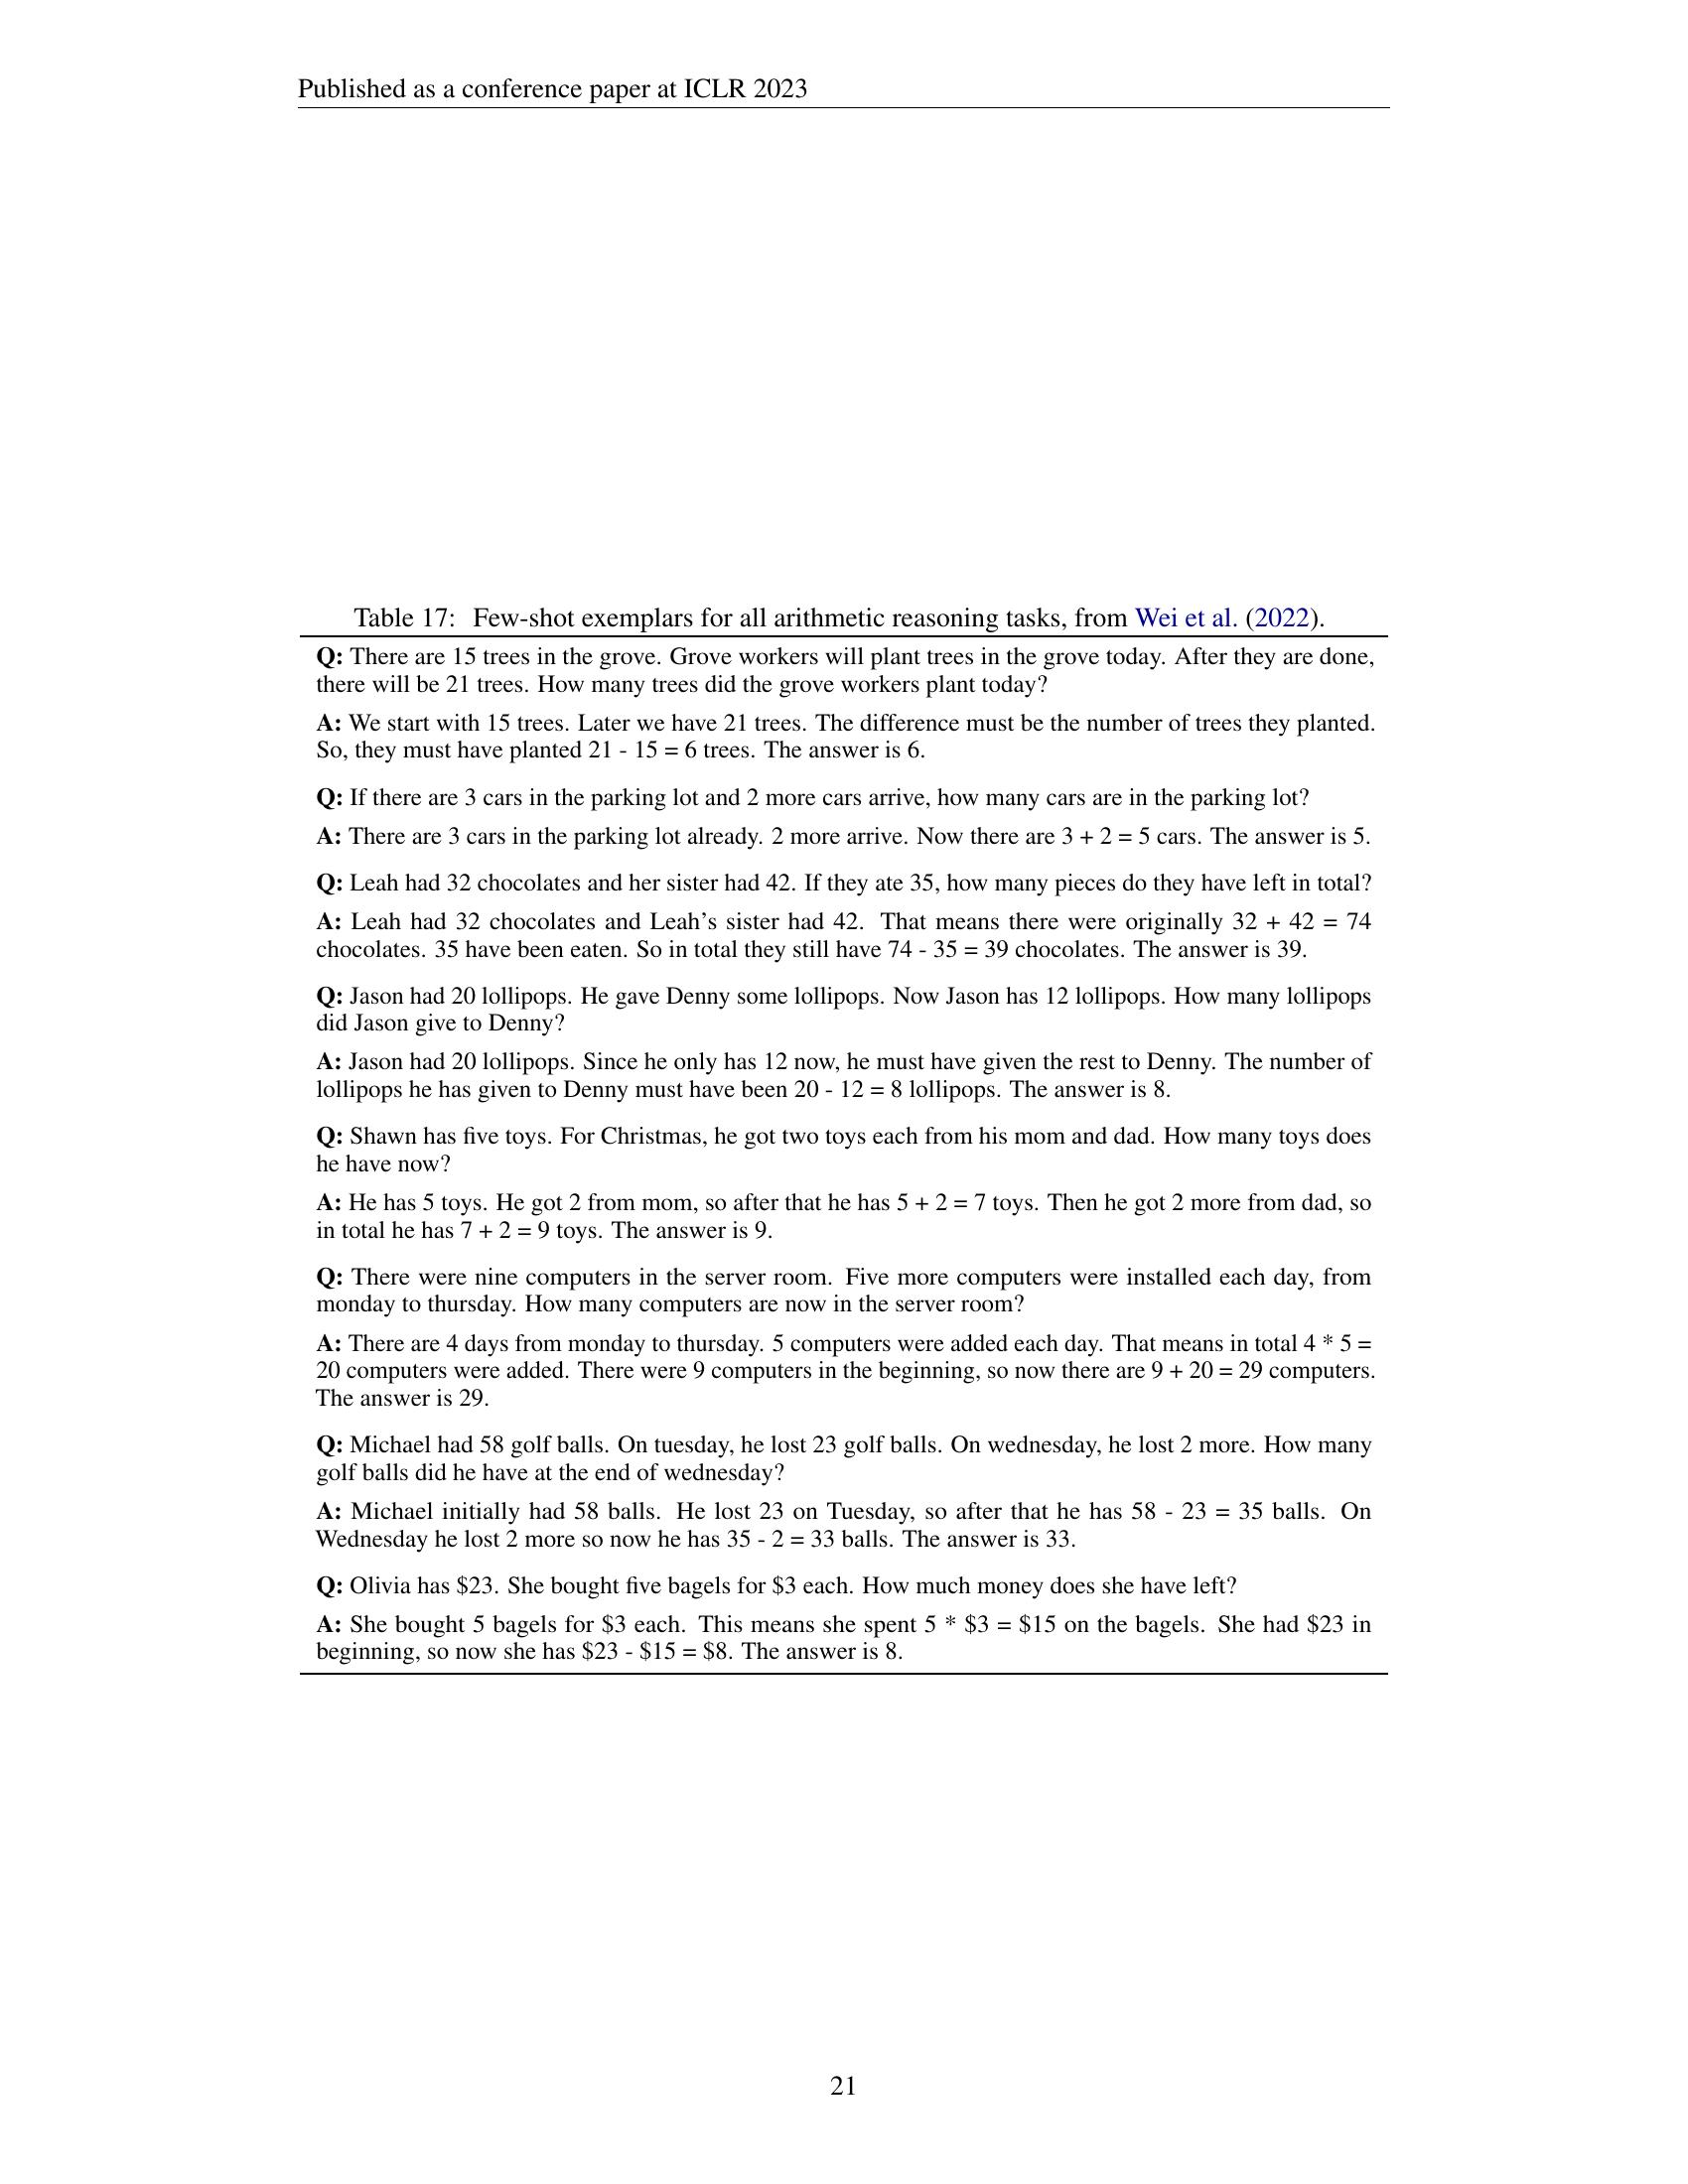 Published as a conference paper at ICLR 2023
Table 17: Few-shot exemplars for all arithmetic reasoning tasks, from Wei et al. (2022).
Q: There are 15 trees in the grove. Grove workers will plant trees in the grove today. After they are done,
there will be 21 trees. How many trees did the grove workers plant today?
A: We start with 15 trees. Later we have 21 trees. The difference must be the number of trees they planted.
So, they must have planted 21 - 15 = 6 trees. The answer is 6.
Q: If there are 3 cars in the parking lot and 2 more cars arrive, how many cars are in the parking lot?
A: There are 3 cars in the parking lot already. 2 more arrive. Now there are 3 + 2 = 5 cars. The answer is 5.
Q: Leah had 32 chocolates and her sister had 42. If they ate 35, how many pieces do they have left in total?
A: Leah had 32 chocolates and Leah's sister had 42. That means there were originally 32 + 42 = 74
chocolates. 35 have been eaten. So in total they still have 74 - 35 = 39 chocolates. The answer is 39.
Q: Jason had 20 lollipops. He gave Denny some lollipops. Now Jason has 12 lollipops. How many lollipops
did Jason give to Denny?
A: Jason had 20 lollipops. Since he only has 12 now, he must have given the rest to Denny. The number of
lollipops he has given to Denny must have been 20 - 12 = 8 lollipops. The answer is 8.
Q: Shawn has five toys. For Christmas, he got two toys each from his mom and dad. How many toys does
he have now?
A: He has 5 toys. He got 2 from mom, so after that he has 5 + 2 = 7 toys. Then he got 2 more from dad, so
in total he has 7 + 2 = 9 toys. The answer is 9.
Q: There were nine computers in the server room. Five more computers were installed each day, from
monday to thursday. How many computers are now in the server room?
A: There are 4 days from monday to thursday. 5 computers were added each day. That means in total 4 * 5 =
20 computers were added. There were 9 computers in the beginning, so now there are 9 + 20 = 29 computers.
The answer is 29.
Q: Michael had 58 golf balls. On tuesday, he lost 23 golf balls. On wednesday, he lost 2 more. How many
golf balls did he have at the end of wednesday?
A: Michael initially had 58 balls. He lost 23 on Tuesday, so after that he has 58 - 23 = 35 balls. On
Wednesday he lost 2 more so now he has 35 - 2 = 33 balls. The answer is 33.
Q: Olivia has $23. She bought five bagels for $3 each. How much money does she have left?
A: She bought 5 bagels for $3 each. This means she spent 5 * $3 = $15 on the bagels. She had $23 in
beginning, so now she has $23 - $15 = $8. The answer is 8.
21